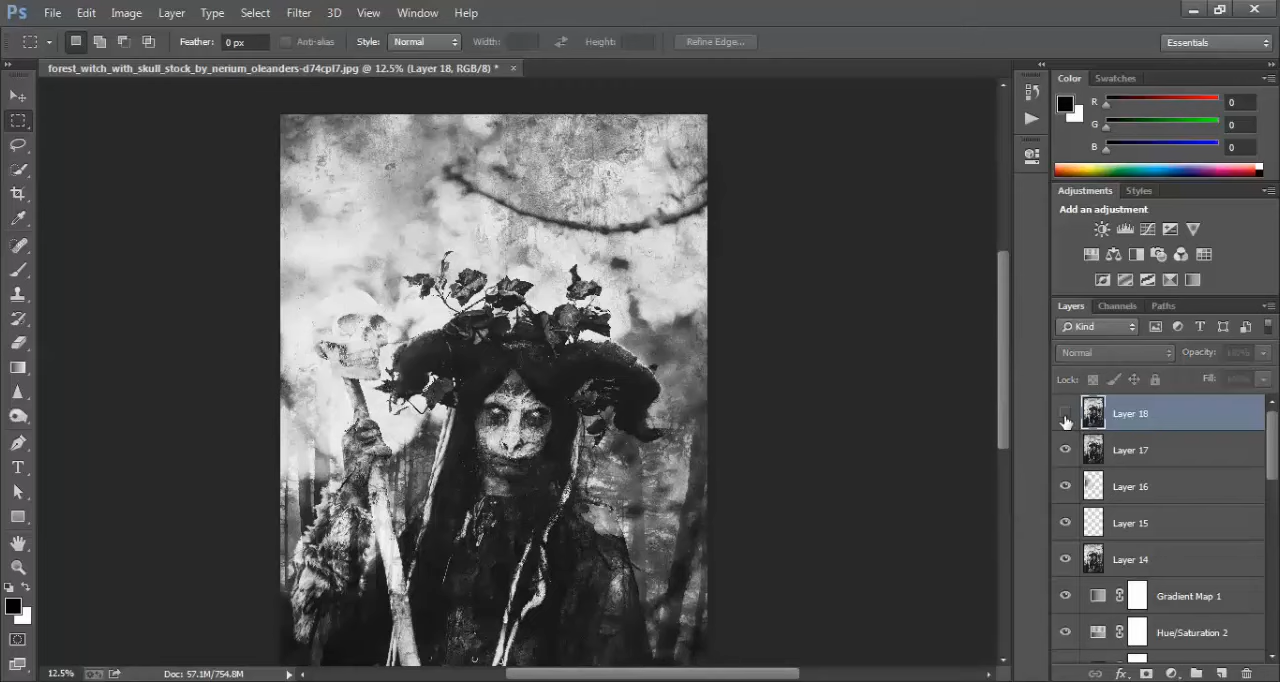 Ps File Edit Image Layer Type Select Filter 3D View Window Help
Feather: 0 px Anti-alias Style: Normal Width: Height: Refine Edge... Essentials
forest_witch_with_skull_stock_by_nerium_oleanders-d74cpl7.jpg @ 12.5% (Layer 18, RGB/8) *
Color Swatches
R 0
G 0
B 0
Adjustments Styles
Add an adjustment
Layers Channels Paths
Kind
Normal Opacity: 100%
Lock: Fill:
Layer 18
Layer 17
Layer 16
Layer 15
Layer 14
Gradient Map 1
Hue/Saturation 2
12.5% Doc: 57.1M/754.8M